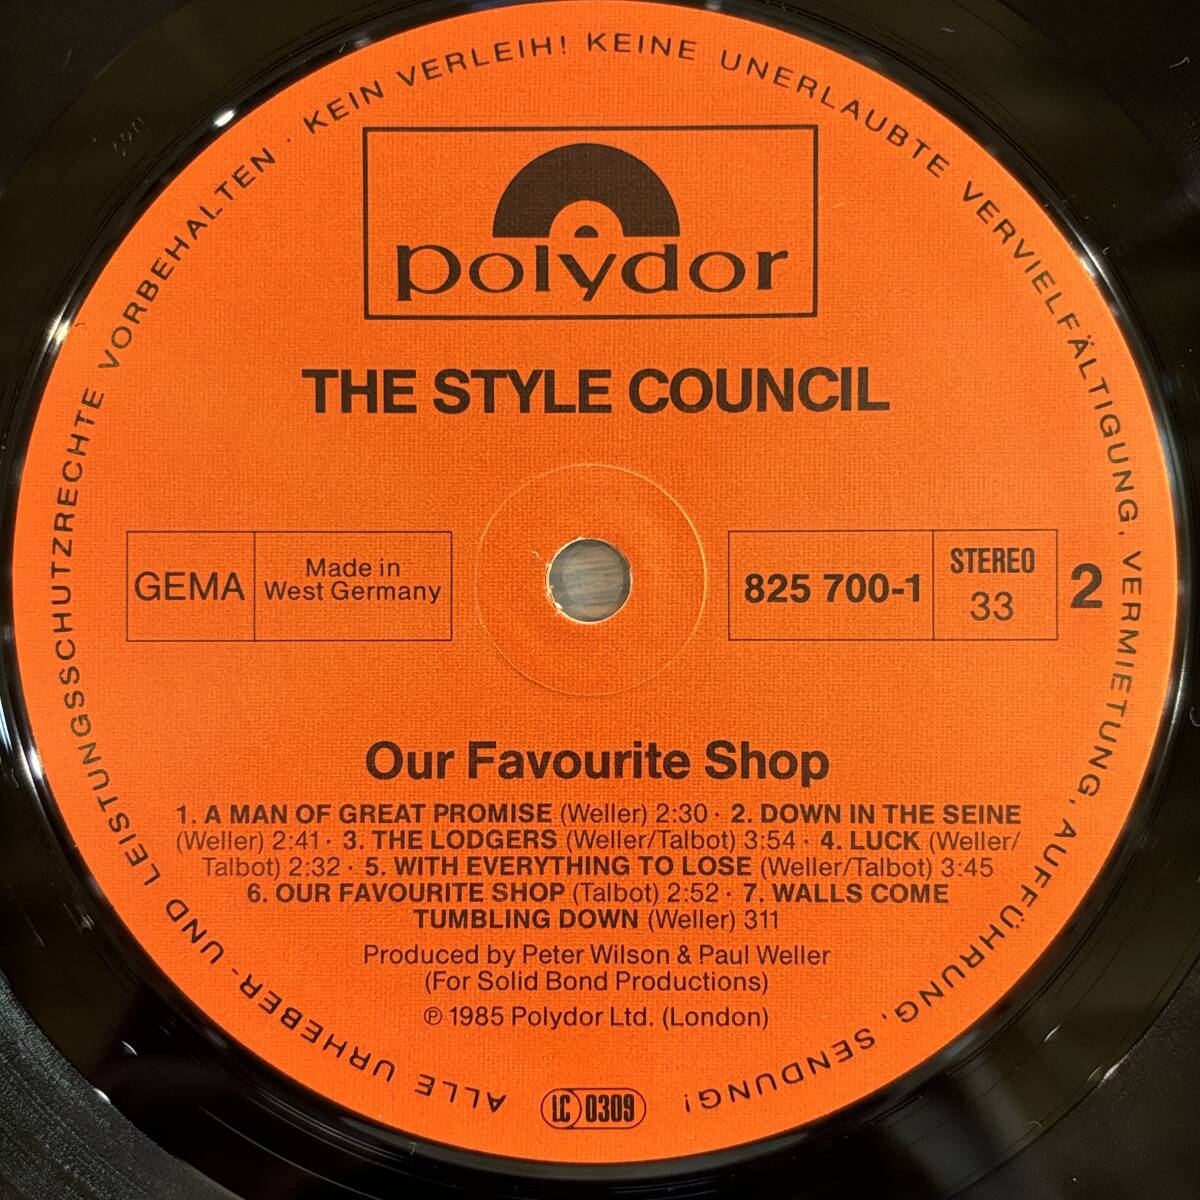 ALLE URHEBER- UND LEISTUNGSSCHUTZRECHTE VORBEHALTEN · KEIN VERLEIH! KEINE UNERLAUBTE VERVIELFÄLTIGUNG, VERMIETUNG, AUFFÜHRUNG, SENDUNG!
polydor
THE STYLE COUNCIL
GEMA
Made in
West Germany
825 700-1
STEREO
33
2
Our Favourite Shop
1. A MAN OF GREAT PROMISE (Weller) 2:30 · 2. DOWN IN THE SEINE
(Weller) 2:41 · 3. THE LODGERS (Weller/Talbot) 3:54 · 4. LUCK (Weller/
Talbot) 2:32 · 5. WITH EVERYTHING TO LOSE (Weller/Talbot) 3:45
6. OUR FAVOURITE SHOP (Talbot) 2:52 · 7. WALLS COME
TUMBLING DOWN (Weller) 311
Produced by Peter Wilson & Paul Weller
(For Solid Bond Productions)
℗ 1985 Polydor Ltd. (London)
LC 0309